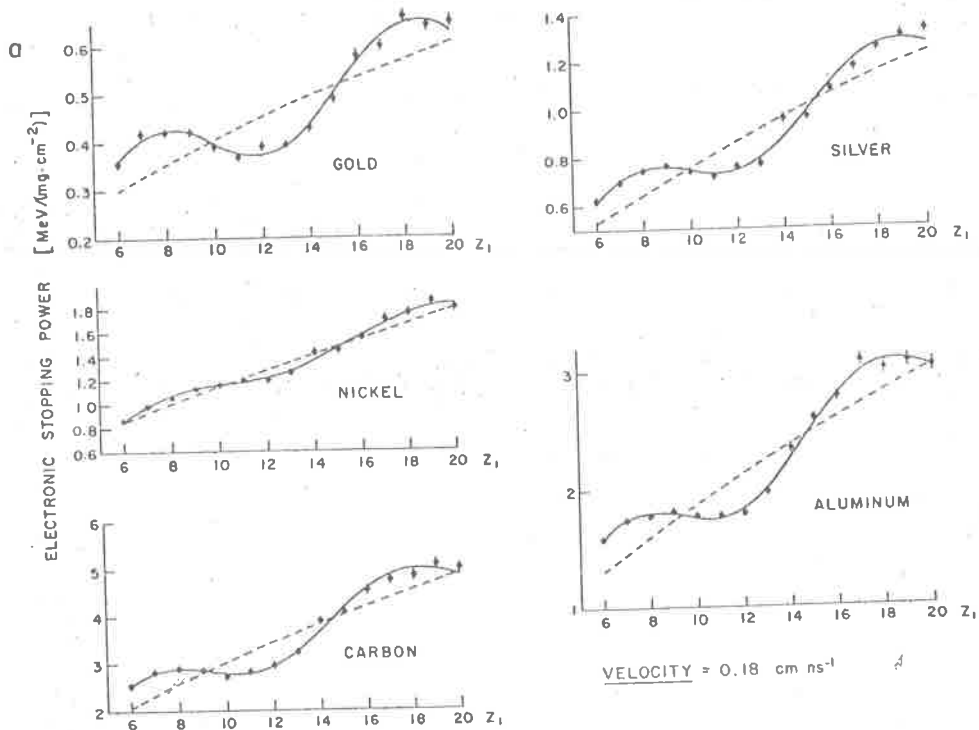 a
ELECTRONIC STOPPING POWER [MeV/(mg·cm⁻²)]
0.6
0.5
0.4
0.3
0.2
GOLD
6 8 10 12 14 16 18 20 Z₁
1.4
1.2
1.0
0.8
0.6
SILVER
6 8 10 12 14 16 18 20 Z₁
1.8
1.6
1.4
1.2
1.0
0.8
0.6
NICKEL
6 8 10 12 14 16 18 20 Z₁
3
2
1
ALUMINUM
6 8 10 12 14 16 18 20 Z₁
6
5
4
3
2
CARBON
6 8 10 12 14 16 18 20 Z₁
VELOCITY = 0.18 cm ns⁻¹